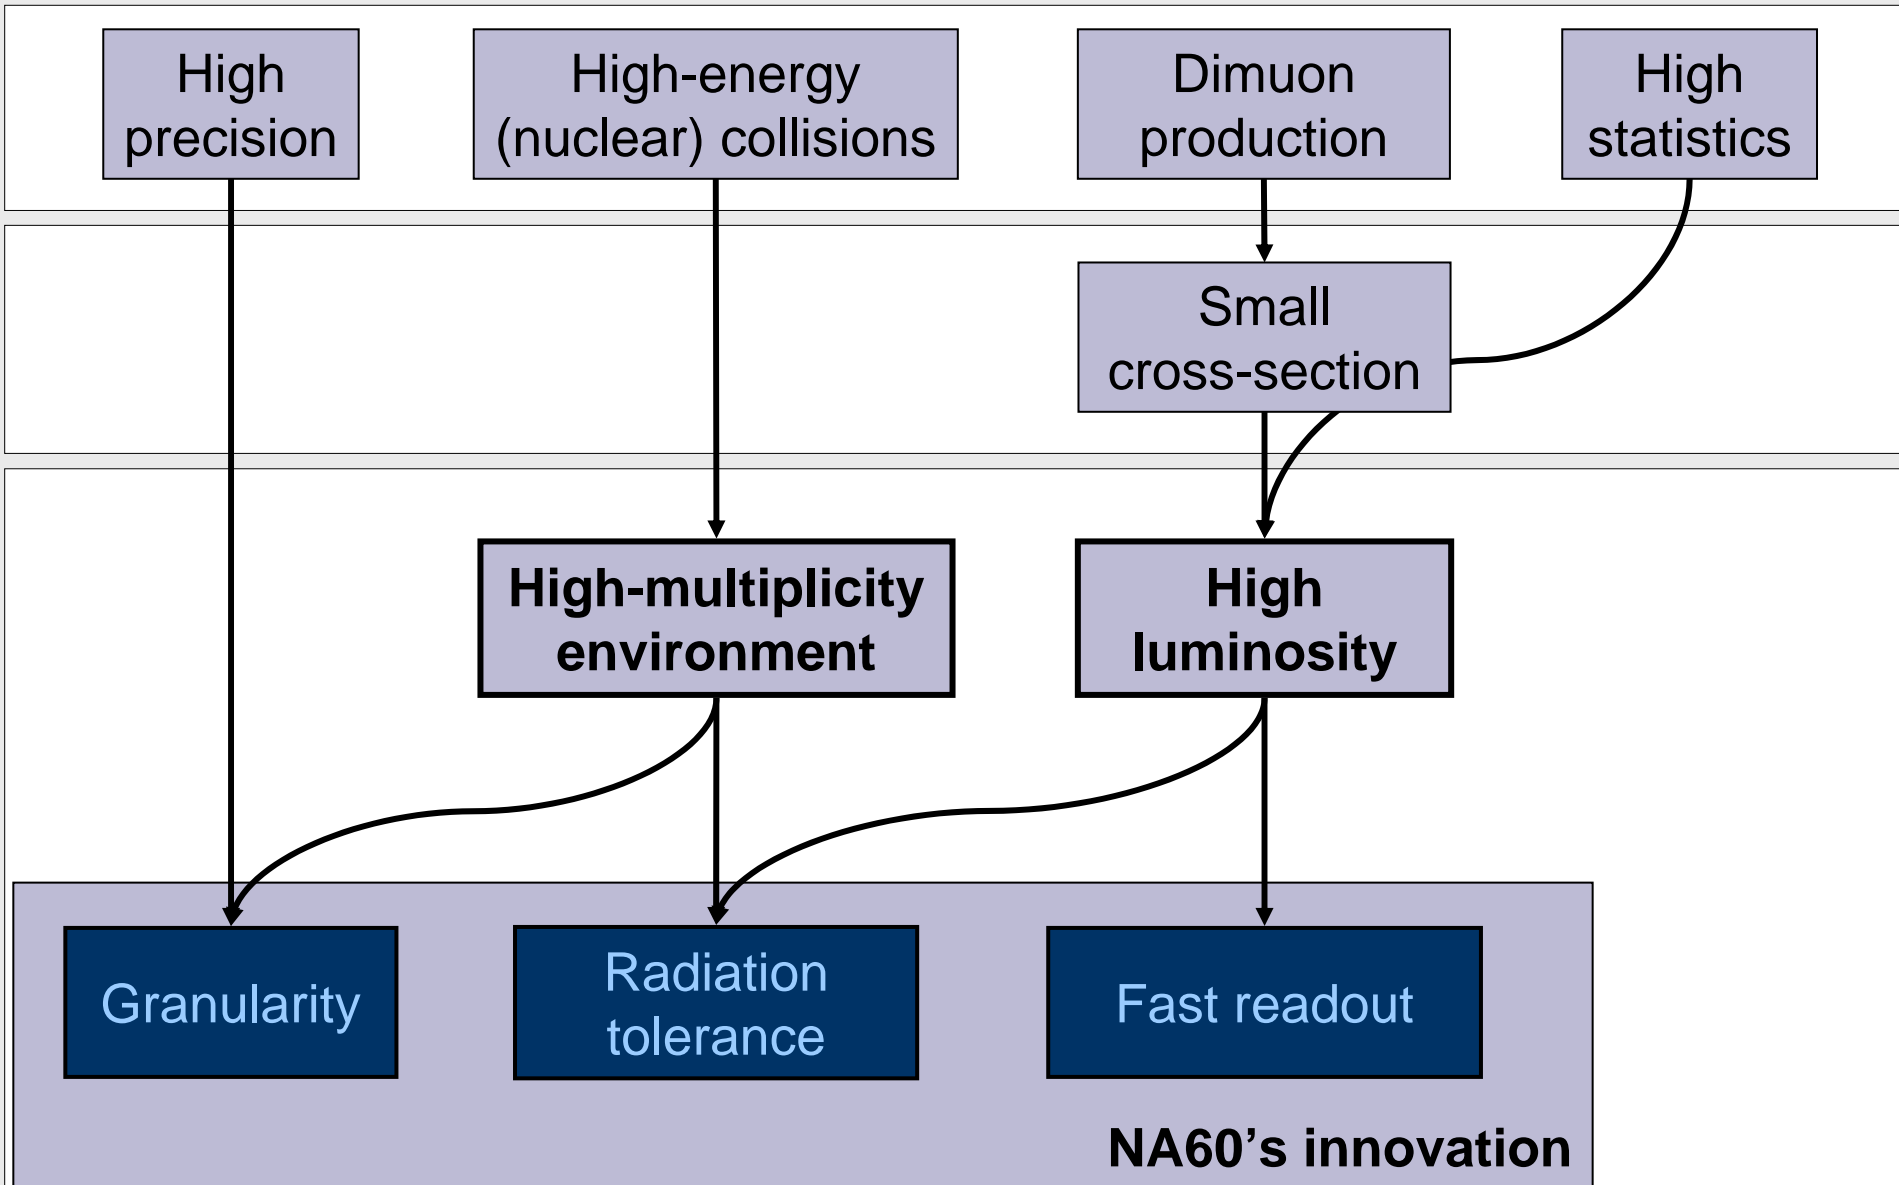 High
precision
High-energy
(nuclear) collisions
Dimuon
production
High
statistics
Small
cross-section
High-multiplicity
environment
High
luminosity
Granularity
Radiation
tolerance
Fast readout
NA60’s innovation